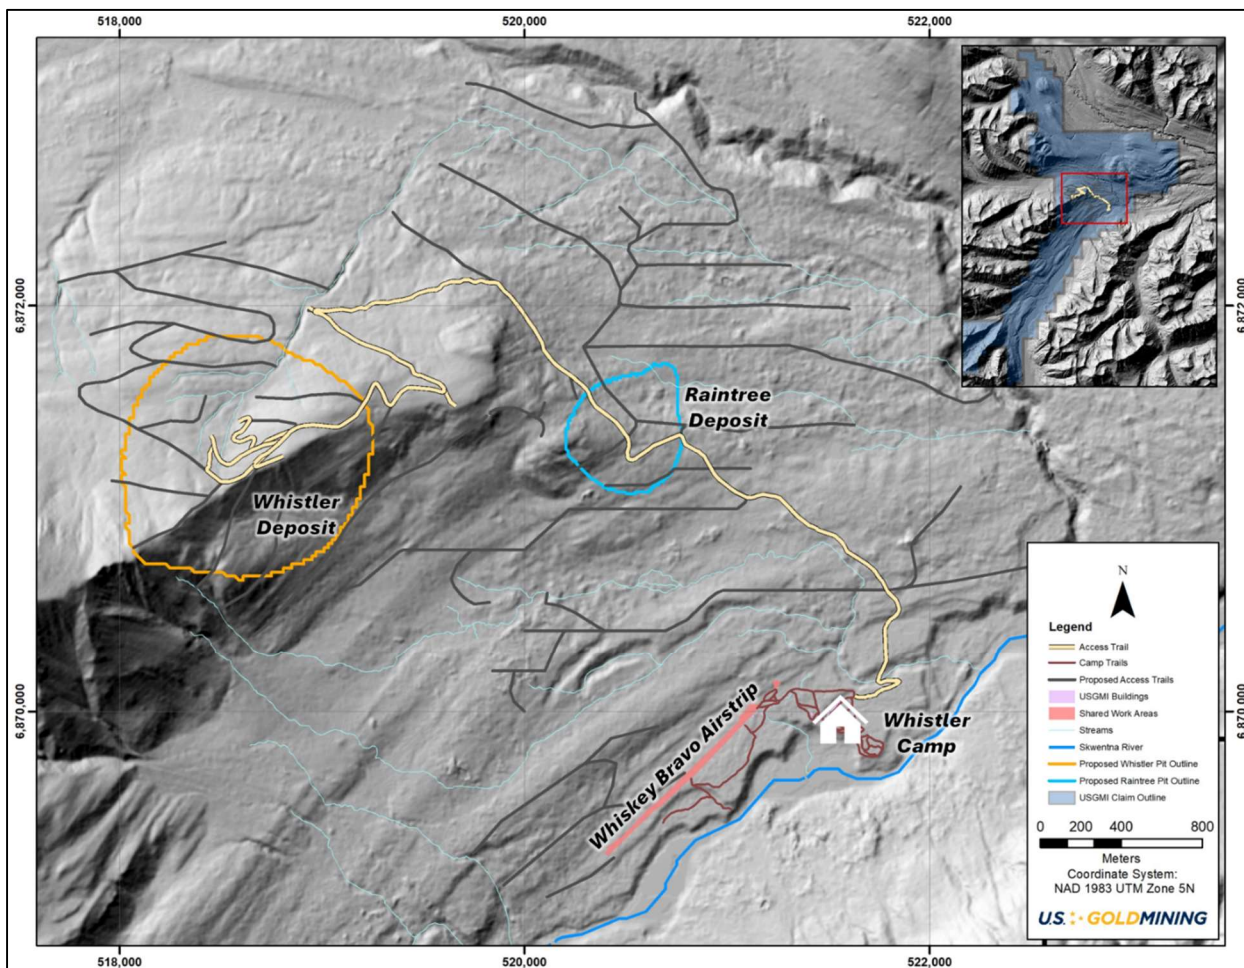 518,000
520,000
522,000
6,872,000
6,872,000
Raintree
Deposit
Whistler
Deposit
6,870,000
6,870,000
Whiskey Bravo Airstrip
Whistler
Camp
N
Legend
Access Trail
Camp Trails
Proposed Access Trails
USGMI Buildings
Shared Work Areas
Streams
Skwentna River
Proposed Whistler Pit Outline
Proposed Raintree Pit Outline
USGMI Claim Outline
0 200 400 800
Meters
Coordinate System:
NAD 1983 UTM Zone 5N
U.S. GOLDMINING
518,000
520,000
522,000